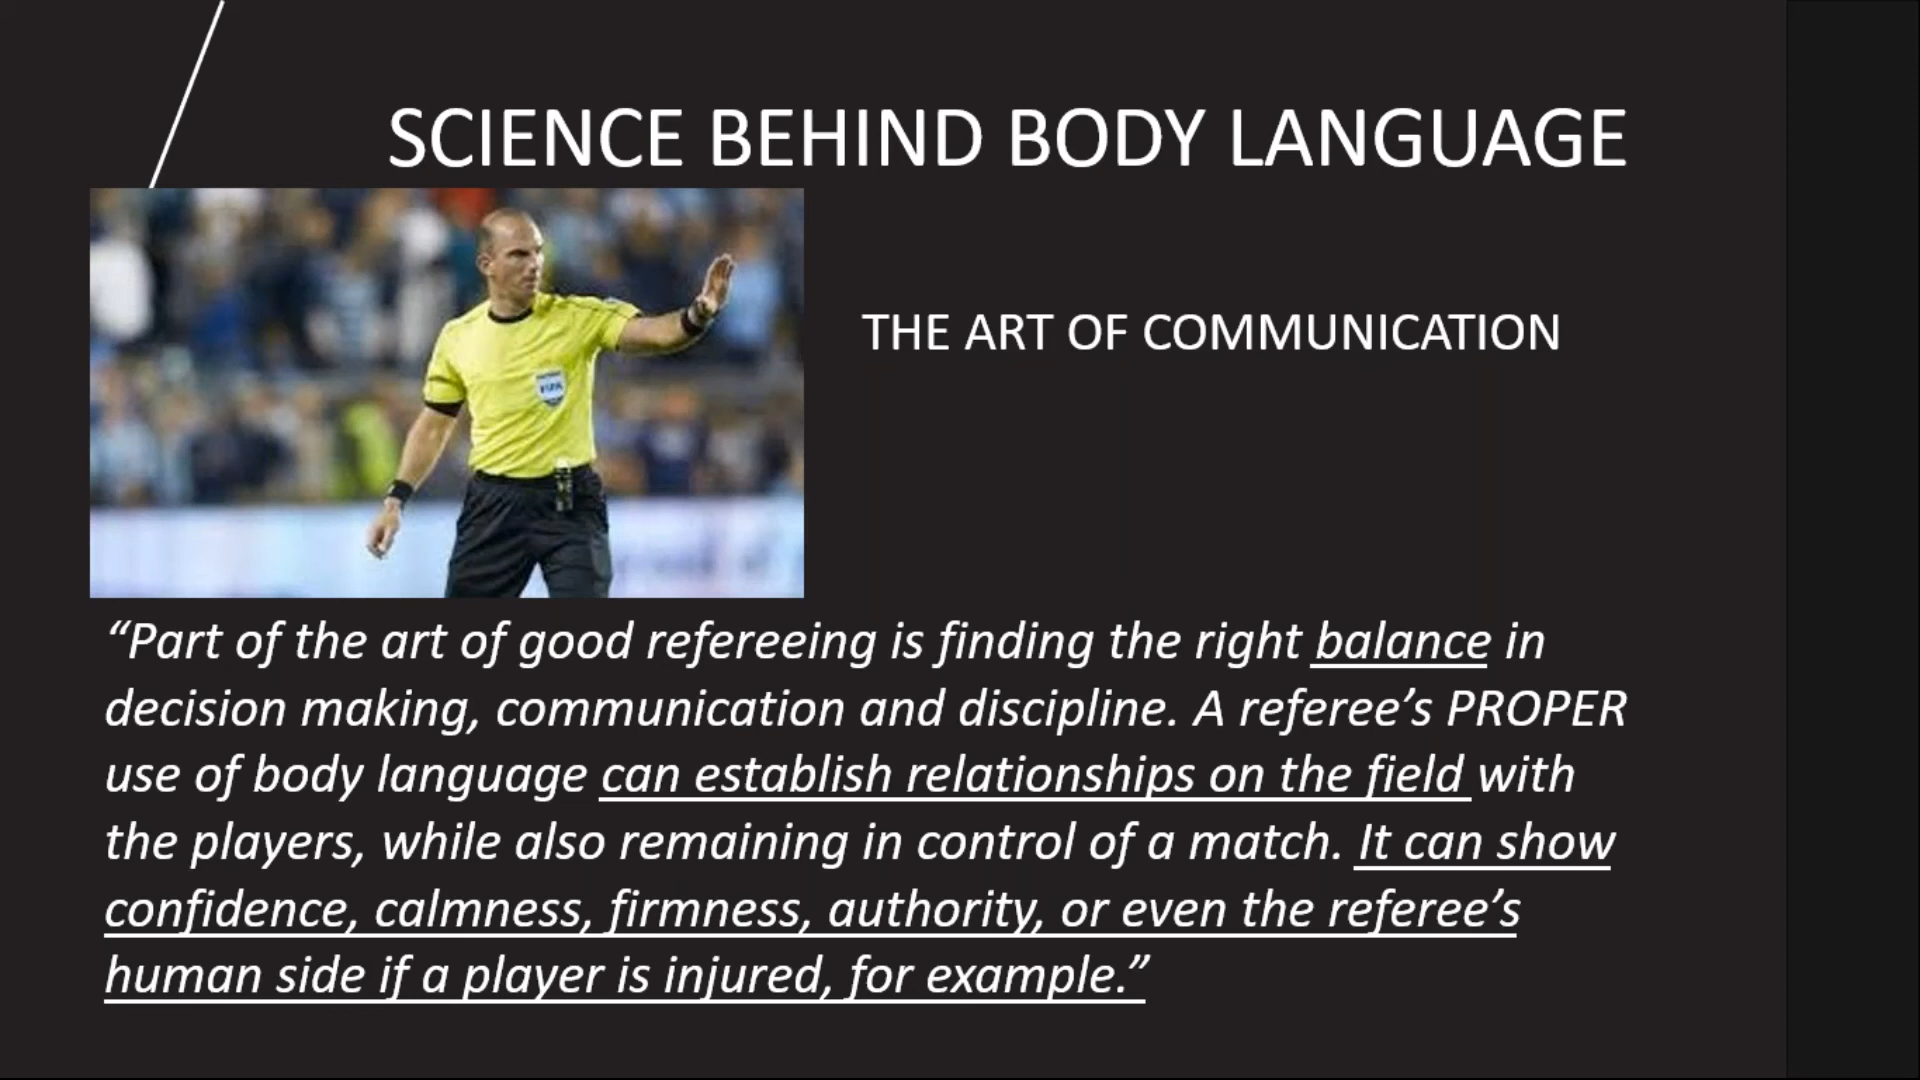 SCIENCE BEHIND BODY LANGUAGE
THE ART OF COMMUNICATION
FIFA
“Part of the art of good refereeing is finding the right balance in
decision making, communication and discipline. A referee’s PROPER
use of body language can establish relationships on the field with
the players, while also remaining in control of a match. It can show
confidence, calmness, firmness, authority, or even the referee’s
human side if a player is injured, for example.”